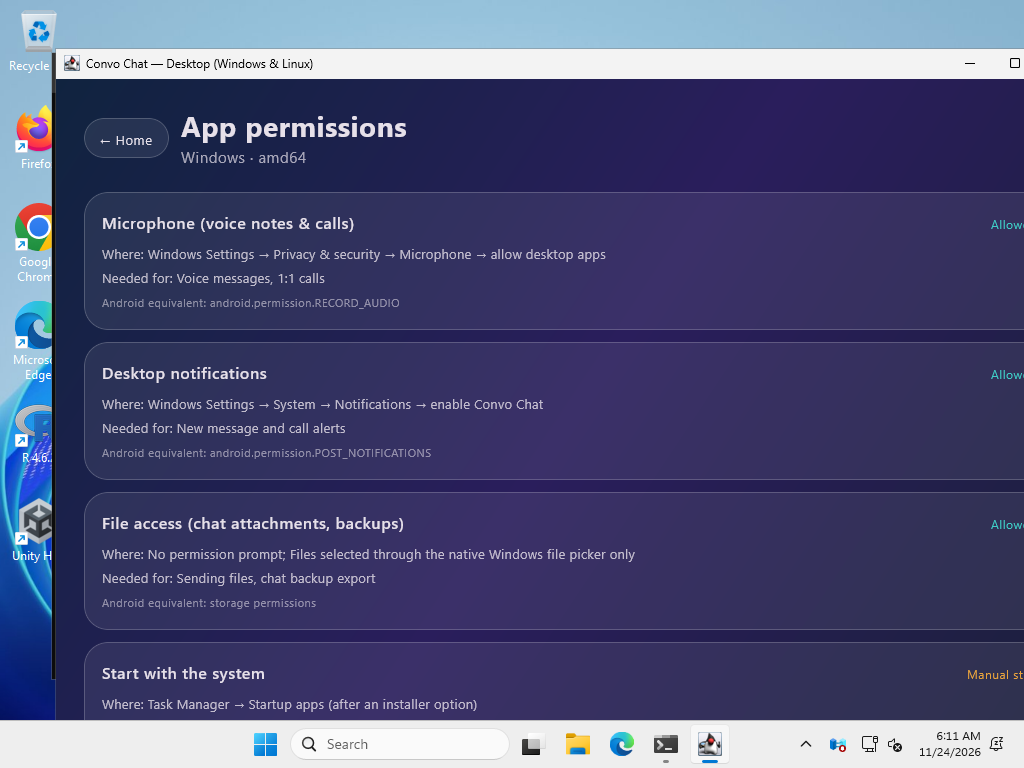 Recycle
Firefo
Googl
Chrom
Micros
Edge
R 4.6.
Unity H
Convo Chat — Desktop (Windows & Linux)
← Home
App permissions
Windows · amd64
Microphone (voice notes & calls)
Allowe
Where: Windows Settings → Privacy & security → Microphone → allow desktop apps
Needed for: Voice messages, 1:1 calls
Android equivalent: android.permission.RECORD_AUDIO
Desktop notifications
Allowe
Where: Windows Settings → System → Notifications → enable Convo Chat
Needed for: New message and call alerts
Android equivalent: android.permission.POST_NOTIFICATIONS
File access (chat attachments, backups)
Allowe
Where: No permission prompt; Files selected through the native Windows file picker only
Needed for: Sending files, chat backup export
Android equivalent: storage permissions
Start with the system
Manual st
Where: Task Manager → Startup apps (after an installer option)
Search
6:11 AM
11/24/2026